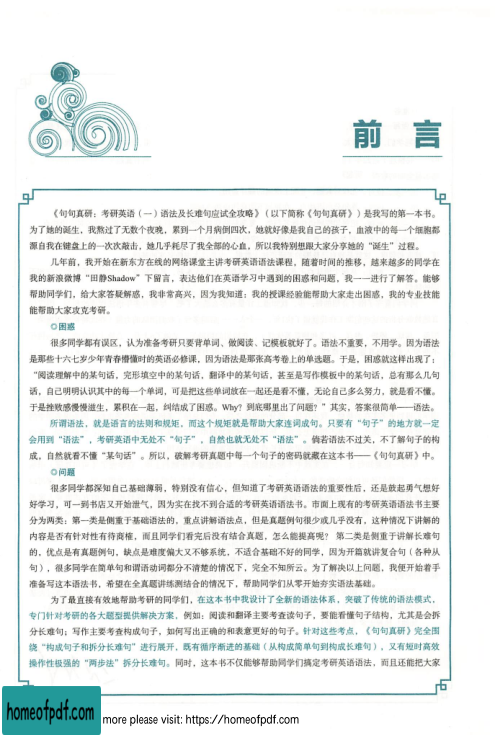 前 言
《句句真研：考研英语（一）语法及长难句应试全攻略》（以下简称《句句真研》）是我写的第一本书。
为了她的诞生，我熬过了无数个夜晚，累到一个月病倒四次，她就好像是我自己的孩子，血液中的每一个细胞都
源自我在键盘上的一次次敲击，她几乎耗尽了我全部的心血，所以我特别想跟大家分享她的“诞生”过程。
几年前，我开始在新东方在线的网络课堂主讲考研英语语法课程，随着时间的推移，越来越多的同学在
我的新浪微博“田静Shadow”下留言，表达他们在英语学习中遇到的困惑和问题，我一一进行了解答。能够
帮助同学们，给大家答疑解惑，我非常高兴，因为我知道：我的授课经验能帮助大家走出困惑，我的专业技能
能帮助大家攻克考研。
◎困惑
很多同学都有误区，认为准备考研只要背单词、做阅读、记模板就好了。语法不重要，不用学。因为语法
是那些十六七岁少年青春懵懂时的英语必修课，因为语法是那张高考卷上的单选题。于是，困惑就这样出现了：
“阅读理解中的某句话，完形填空中的某句话，翻译中的某句话，甚至是写作模板中的某句话，总有那么几句
话，自己明明认识其中的每一个单词，可是把这些单词放在一起还是看不懂，无论自己多么努力，就是看不懂。
于是挫败感慢慢滋生，累积在一起，纠结成了困惑。Why？到底哪里出了问题？”其实，答案很简单——语法。
所谓语法，就是语言的法则和规矩，而这个规矩就是帮助大家连词成句。只要有“句子”的地方就一定
会用到“语法”，考研英语中无处不“句子”，自然也就无处不“语法”。倘若语法不过关，不了解句子的构
成，自然就看不懂“某句话”。所以，破解考研真题中每一个句子的密码就藏在这本书——《句句真研》中。
◎问题
很多同学都深知自己基础薄弱，特别没有信心，但知道了考研英语语法的重要性后，还是鼓起勇气想好
好学习，可一到书店又开始泄气，因为实在找不到合适的考研英语语法书。市面上现有的考研英语语法书主要
分为两类：第一类是侧重于基础语法的，重点讲解语法点，但是真题例句很少或几乎没有，这种情况下讲解的
内容是否有针对性有待商榷，而且同学们看完后没有结合真题，怎么能提高呢？第二类是侧重于讲解长难句
的，优点是有真题例句，缺点是难度偏大又不够系统，不适合基础不好的同学，因为开篇就讲复合句（各种从
句），很多同学在简单句和谓语动词都分不清楚的情况下，完全不知所云。为了解决以上问题，我便开始着手
准备写这本语法书，希望在全真题讲练测结合的情况下，帮助同学们从零开始夯实语法基础。
为了最直接有效地帮助考研的同学们，在这本书中我设计了全新的语法体系，突破了传统的语法模式，
专门针对考研的各大题型提供解决方案，例如：阅读和翻译主要考查读句子，要能看懂句子结构，尤其是会拆
分长难句；写作主要考查构成句子，如何写出正确的和表意更好的句子。针对这些考点，《句句真研》完全围
绕“构成句子和拆分长难句”进行展开，既有循序渐进的基础（从构成简单句到构成长难句），又有短时高效
操作性极强的“两步法”拆分长难句。同时，这本书不仅能够帮助同学们搞定考研英语语法，而且还能把大家
homeofpdf.com
more please visit: https://homeofpdf.com